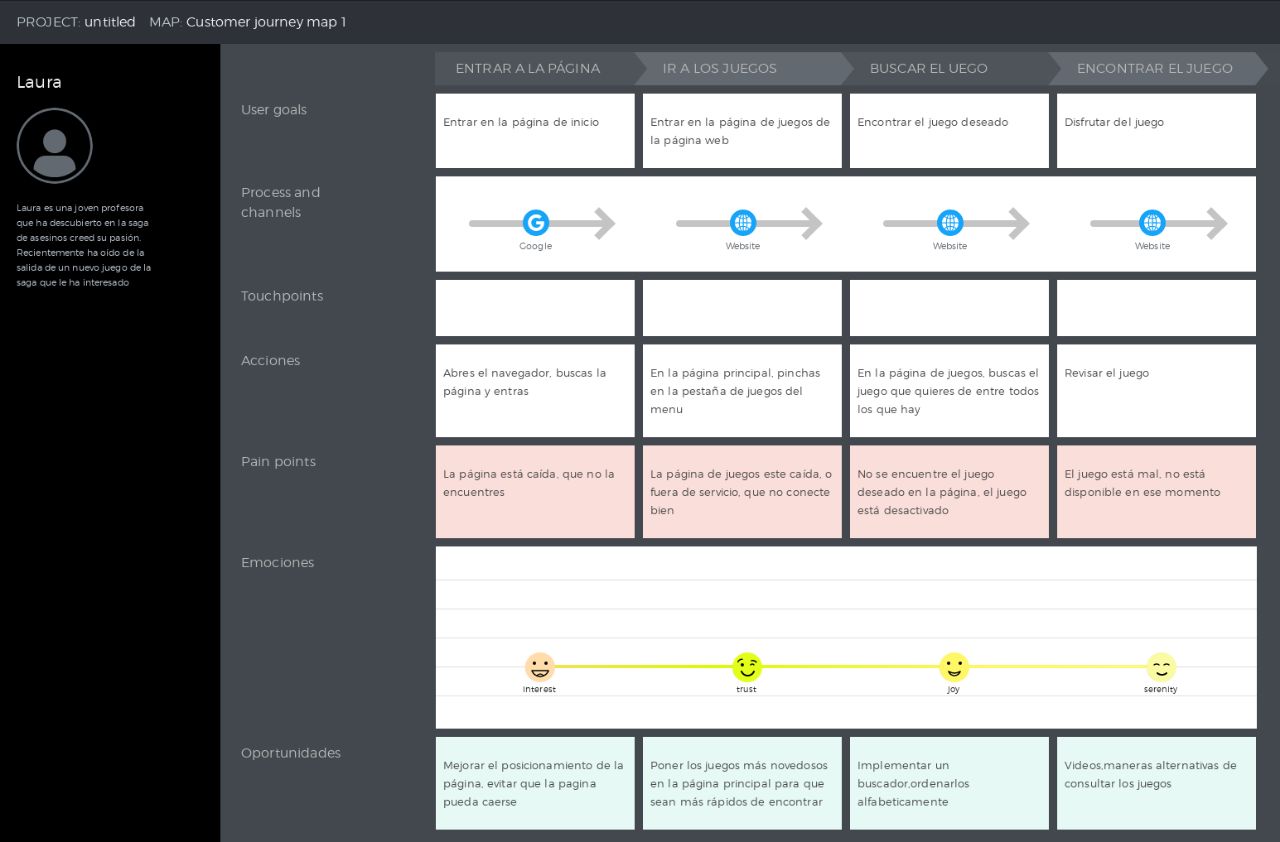 PROJECT: untitled MAP: Customer journey map 1
Laura
Laura es una joven profesora
que ha descubierto en la saga
de asesinos creed su pasión.
Recientemente ha oído de la
salida de un nuevo juego de la
saga que le ha interesado
ENTRAR A LA PÁGINA
IR A LOS JUEGOS
BUSCAR EL UEGO
ENCONTRAR EL JUEGO
User goals
Entrar en la página de inicio
Entrar en la página de juegos de
la página web
Encontrar el juego deseado
Disfrutar del juego
Process and
channels
Google
Website
Website
Website
Touchpoints
Acciones
Abres el navegador, buscas la
página y entras
En la página principal, pinchas
en la pestaña de juegos del
menu
En la página de juegos, buscas el
juego que quieres de entre todos
los que hay
Revisar el juego
Pain points
La página está caída, que no la
encuentres
La página de juegos este caída, o
fuera de servicio, que no conecte
bien
No se encuentre el juego
deseado en la página, el juego
está desactivado
El juego está mal, no está
disponible en ese momento
Emociones
interest
trust
joy
serenity
Oportunidades
Mejorar el posicionamiento de la
página, evitar que la pagina
pueda caerse
Poner los juegos más novedosos
en la página principal para que
sean más rápidos de encontrar
Implementar un
buscador,ordenarlos
alfabeticamente
Videos,maneras alternativas de
consultar los juegos